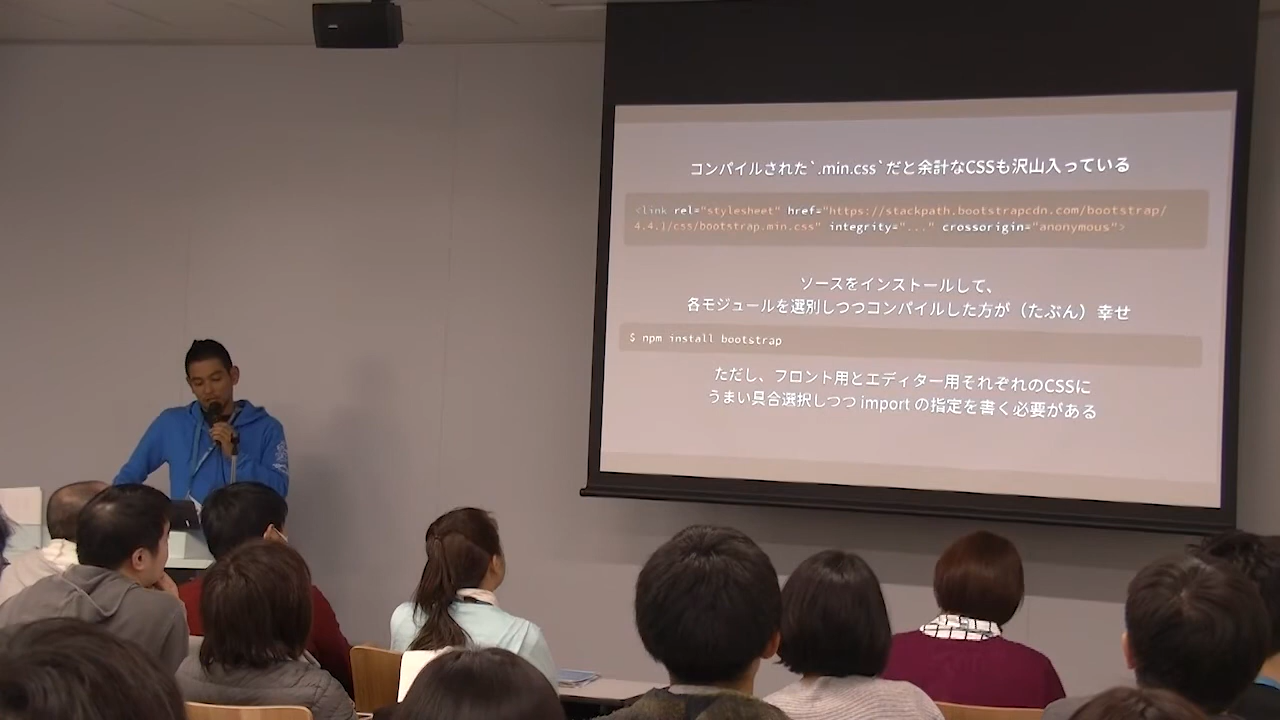 コンパイルされた`.min.css`だと余計なCSSも沢山入っている
<link rel="stylesheet" href="https://stackpath.bootstrapcdn.com/bootstrap/
4.4.1/css/bootstrap.min.css" integrity="..." crossorigin="anonymous">
ソースをインストールして、
各モジュールを選別しつつコンパイルした方が（たぶん）幸せ
$ npm install bootstrap
ただし、フロント用とエディター用それぞれのCSSに
うまい具合選択しつつ import の指定を書く必要がある